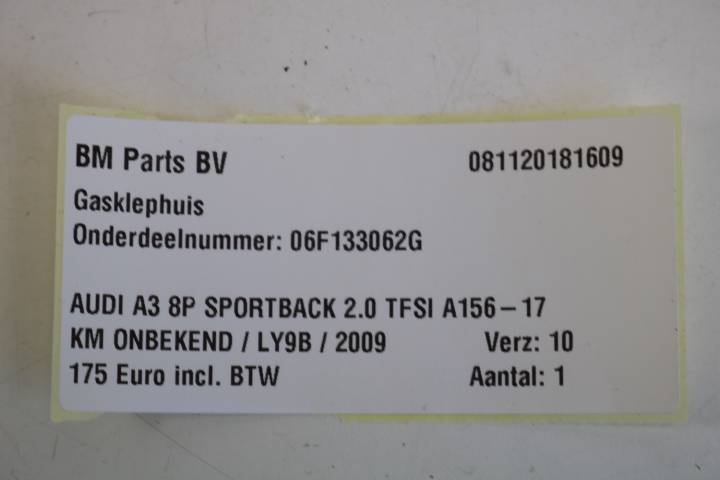 BM Parts BV 081120181609
Gasklephuis
Onderdeelnummer: 06F133062G
AUDI A3 8P SPORTBACK 2.0 TFSI A156-17
KM ONBEKEND / LY9B / 2009 Verz: 10
175 Euro incl. BTW Aantal: 1